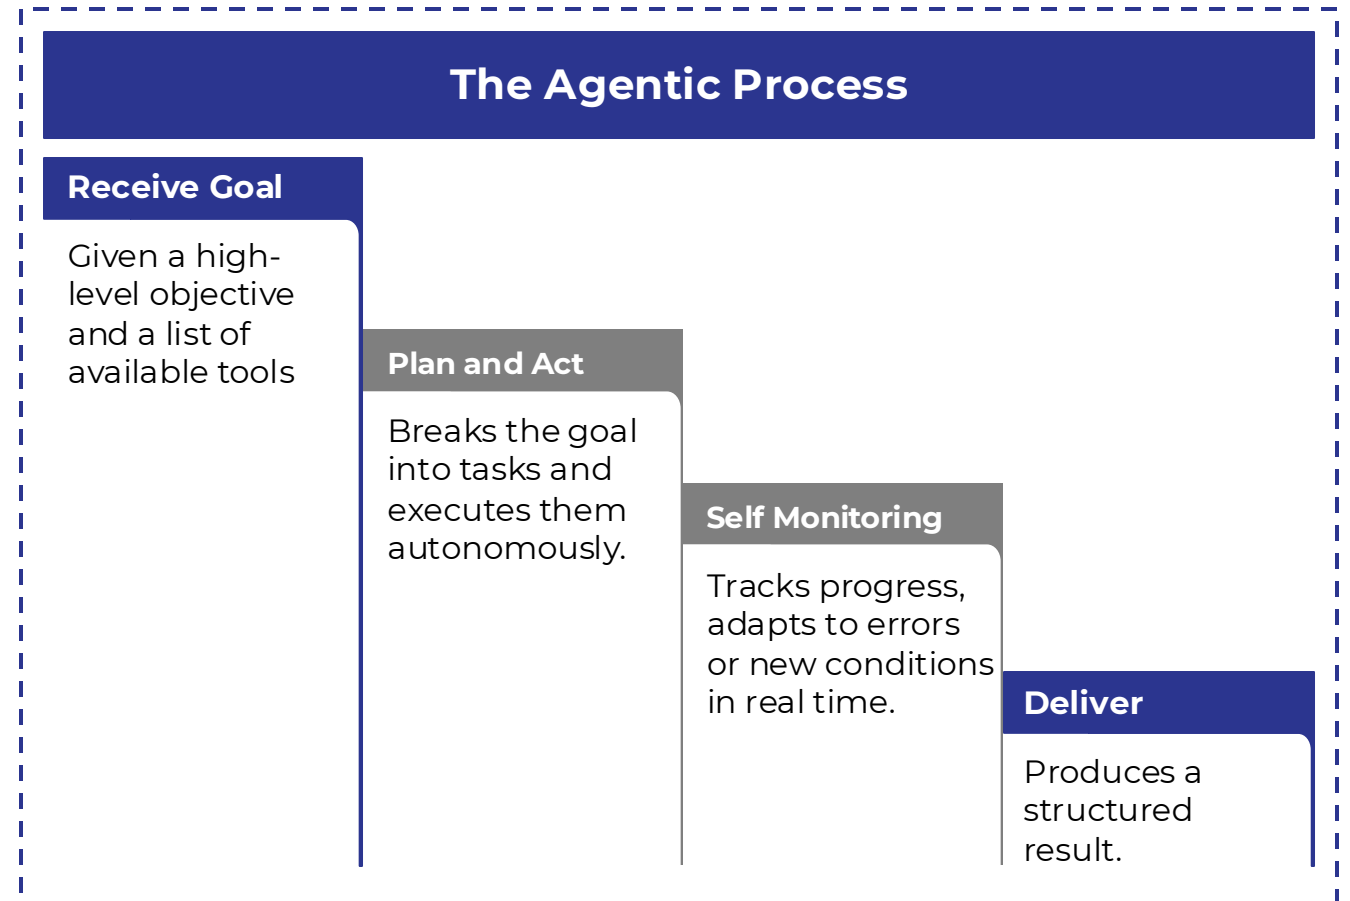 The Agentic Process
Receive Goal
Given a high-
level objective
and a list of
available tools
Plan and Act
Breaks the goal
into tasks and
executes them
autonomously.
Self Monitoring
Tracks progress,
adapts to errors
or new conditions
in real time.
Deliver
Produces a
structured
result.